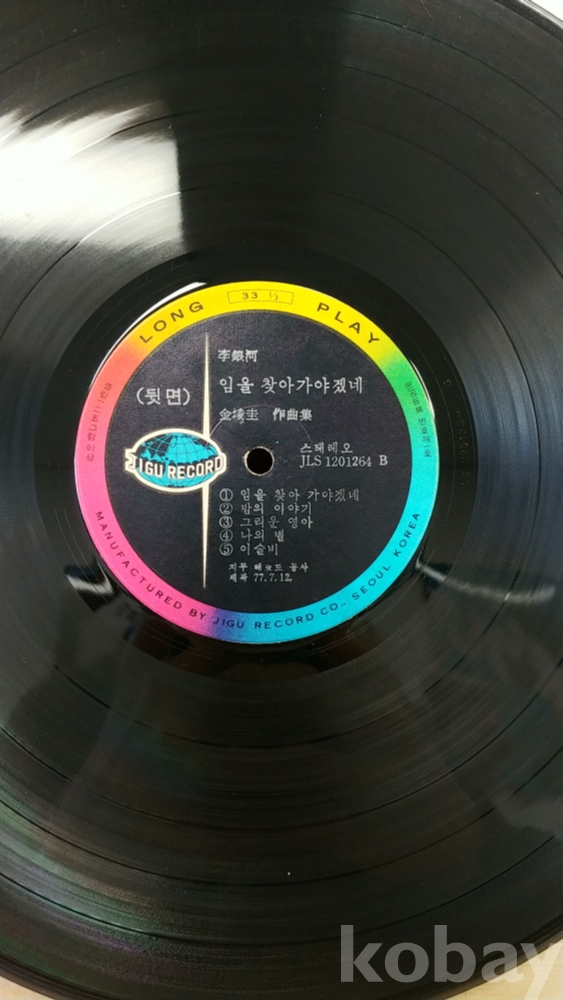 LONG 33 1/3 PLAY
李銀河
임을 찾아가야겠네
(뒷면)
金埈圭 作曲集
스테레오
JLS 1201264 B
JIGU RECORD
① 임을 찾아 가야겠네
② 밤의 이야기
③ 그리운 영아
④ 나의 별
⑤ 이슬비
지구 레코드 공사
제작 77.7.12.
MANUFACTURED BY JIGU RECORD CO., SEOUL KOREA
kobay